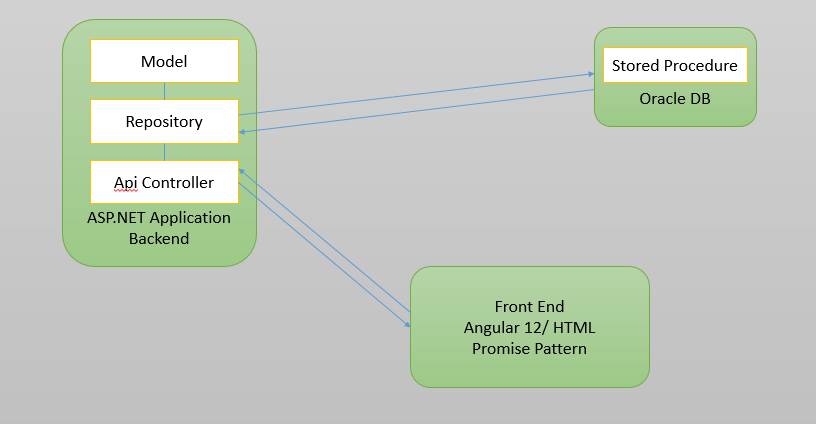 Model
Repository
Api Controller
ASP.NET Application
Backend
Stored Procedure
Oracle DB
Front End
Angular 12/ HTML
Promise Pattern